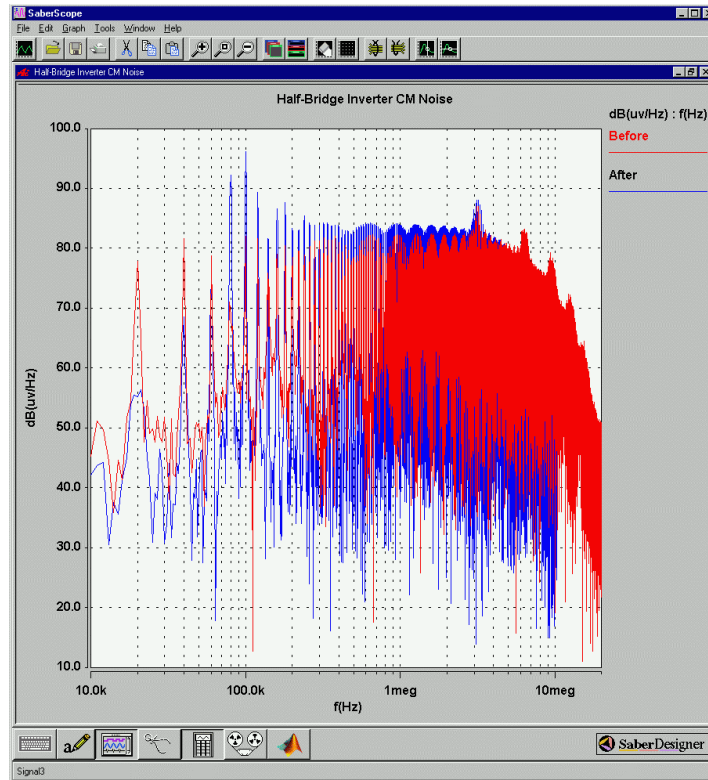 SaberScope
File Edit Graph Tools Window Help
Half-Bridge Inverter CM Noise
Half-Bridge Inverter CM Noise
dB(uv/Hz) : f(Hz)
Before
After
100.0
90.0
80.0
70.0
60.0
50.0
40.0
30.0
20.0
10.0
dB(uv/Hz)
10.0k 100.0k 1meg 10meg
f(Hz)
a
SaberDesigner
Signal3